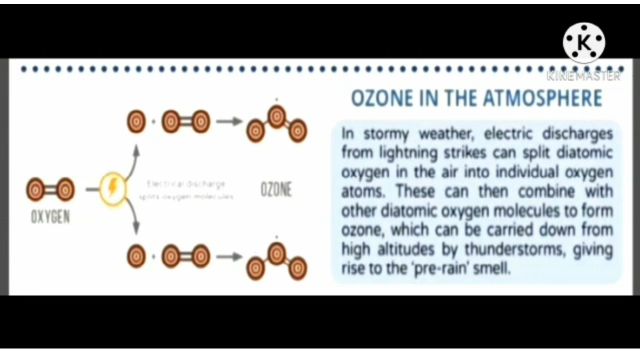 K
KINEMASTER
OZONE IN THE ATMOSPHERE
In stormy weather, electric discharges
from lightning strikes can split diatomic
oxygen in the air into individual oxygen
atoms. These can then combine with
other diatomic oxygen molecules to form
ozone, which can be carried down from
high altitudes by thunderstorms, giving
rise to the 'pre-rain' smell.
O O O
O O O
O O
OXYGEN
Electrical discharge
splits oxygen molecules
OZONE
O O O
O O O